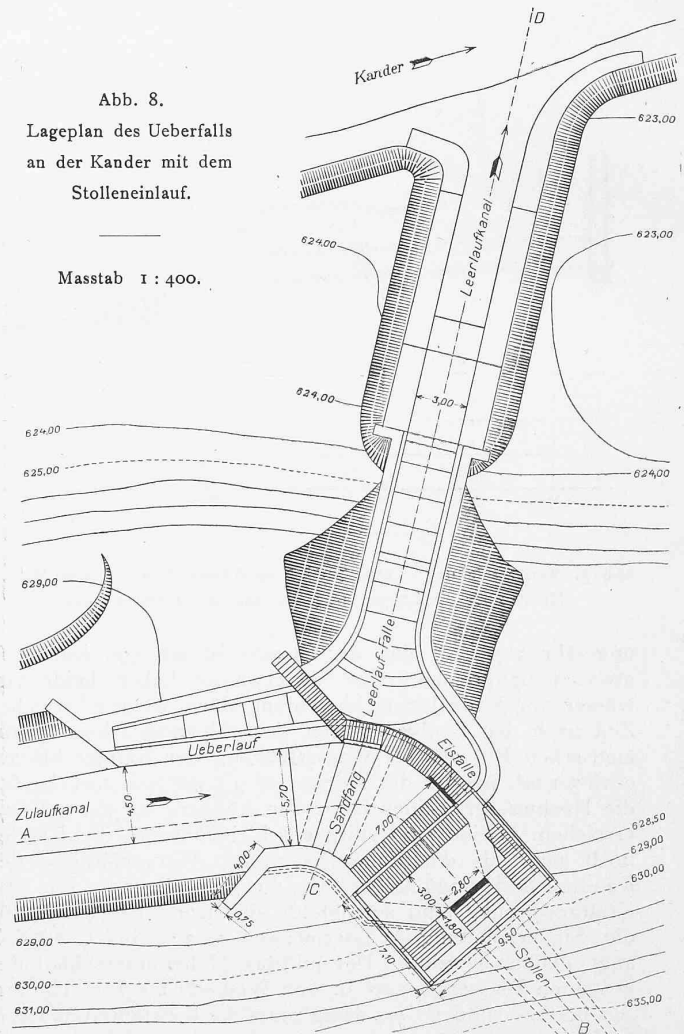 D
Kander
Abb. 8.
Lageplan des Ueberfalls
an der Kander mit dem
Stolleneinlauf.
Masstab 1 : 400.
623,00
624,00
623,00
Leerlaufkanal
624,00
3,00
624,00
625,00
624,00
629,00
Leerlauf-Falle
Ueberlauf
Eisfalle
Zulaufkanal
A
4,50
5,70
Sandfang
7,00
628,50
629,00
630,00
4,00
C
3,00
2,80
1,80
0,75
629,00
7,10
9,50
Stollen
630,00
631,00
635,00
B